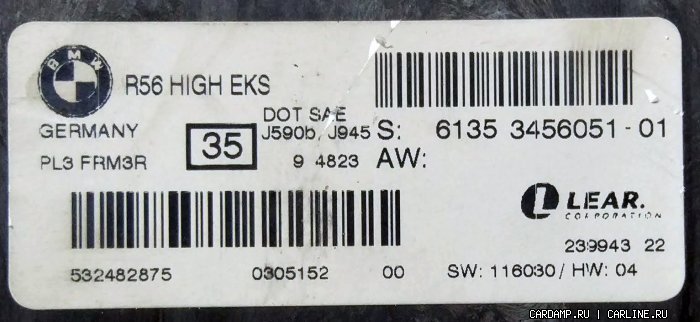 BMW
R56 HIGH EKS
GERMANY
PL3 FRM3R
35
DOT SAE
J590b, J945
9 4823
S: 6135 3456051-01
AW:
LEAR.
CORPORATION
239943 22
532482875 0305152 00
SW: 116030/ HW: 04
CARDAMP.RU | CARLINE.RU